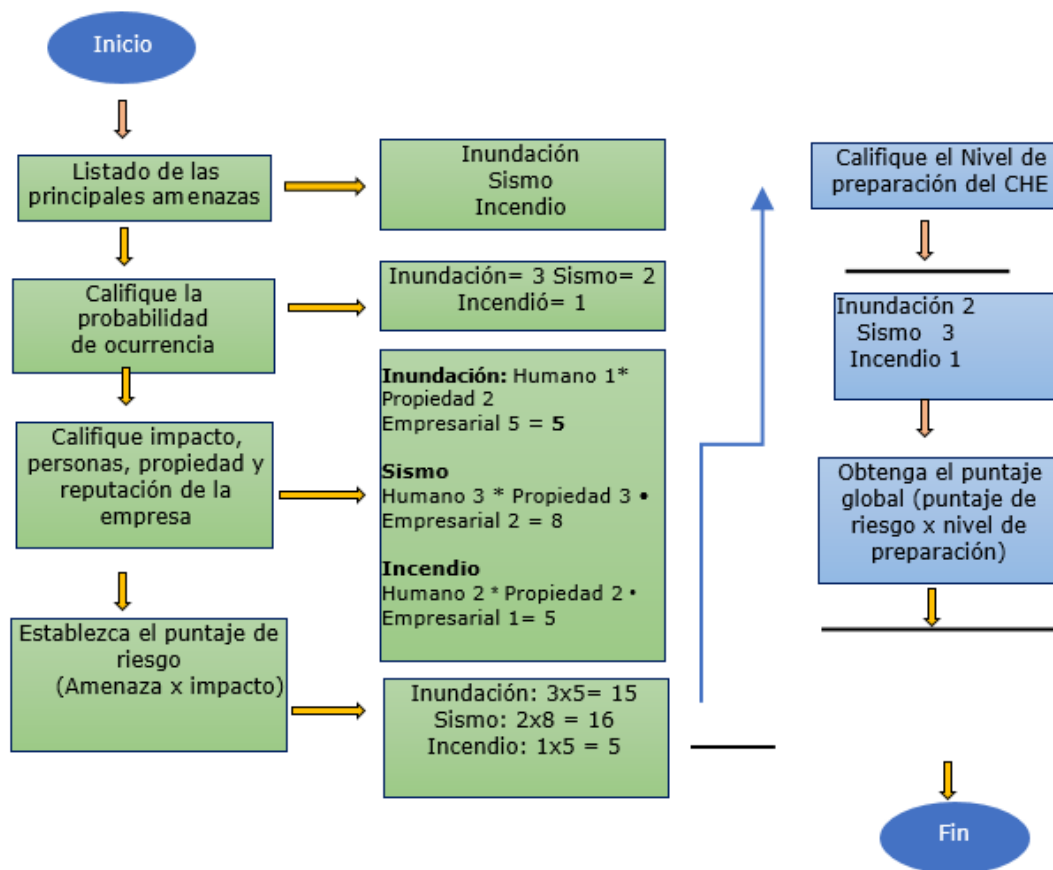 Inicio
Listado de las
principales amenazas
Inundación
Sismo
Incendio
Califique la
probabilidad
de ocurrencia
Inundación= 3 Sismo= 2
Incendió= 1
Califique impacto,
personas, propiedad y
reputación de la
empresa
Inundación: Humano 1*
Propiedad 2
Empresarial 5 = 5
Sismo
Humano 3 * Propiedad 3 •
Empresarial 2 = 8
Incendio
Humano 2 * Propiedad 2 •
Empresarial 1= 5
Establezca el puntaje de
riesgo
(Amenaza x impacto)
Inundación: 3x5= 15
Sismo: 2x8 = 16
Incendio: 1x5 = 5
Califique el Nivel de
preparación del CHE
Inundación 2
Sismo 3
Incendio 1
Obtenga el puntaje
global (puntaje de
riesgo x nivel de
preparación)
Fin